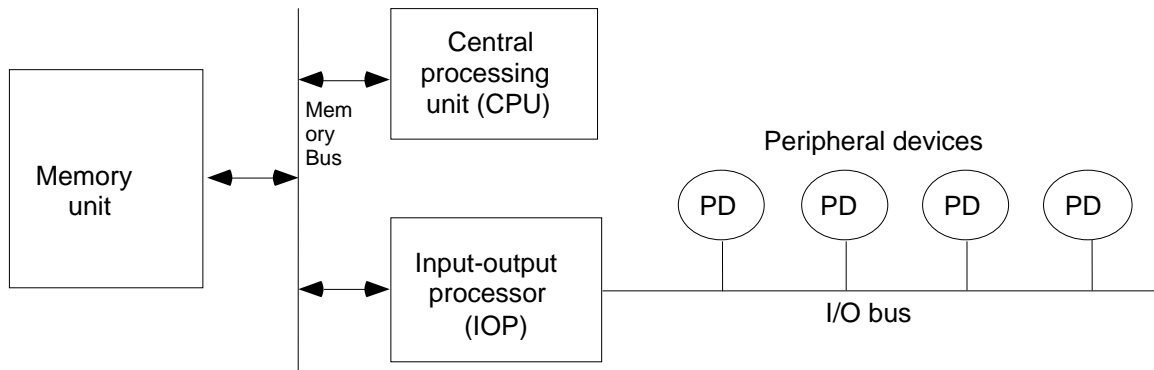 Memory
unit
Mem
ory
Bus
Central
processing
unit (CPU)
Input-output
processor
(IOP)
Peripheral devices
PD PD PD PD
I/O bus